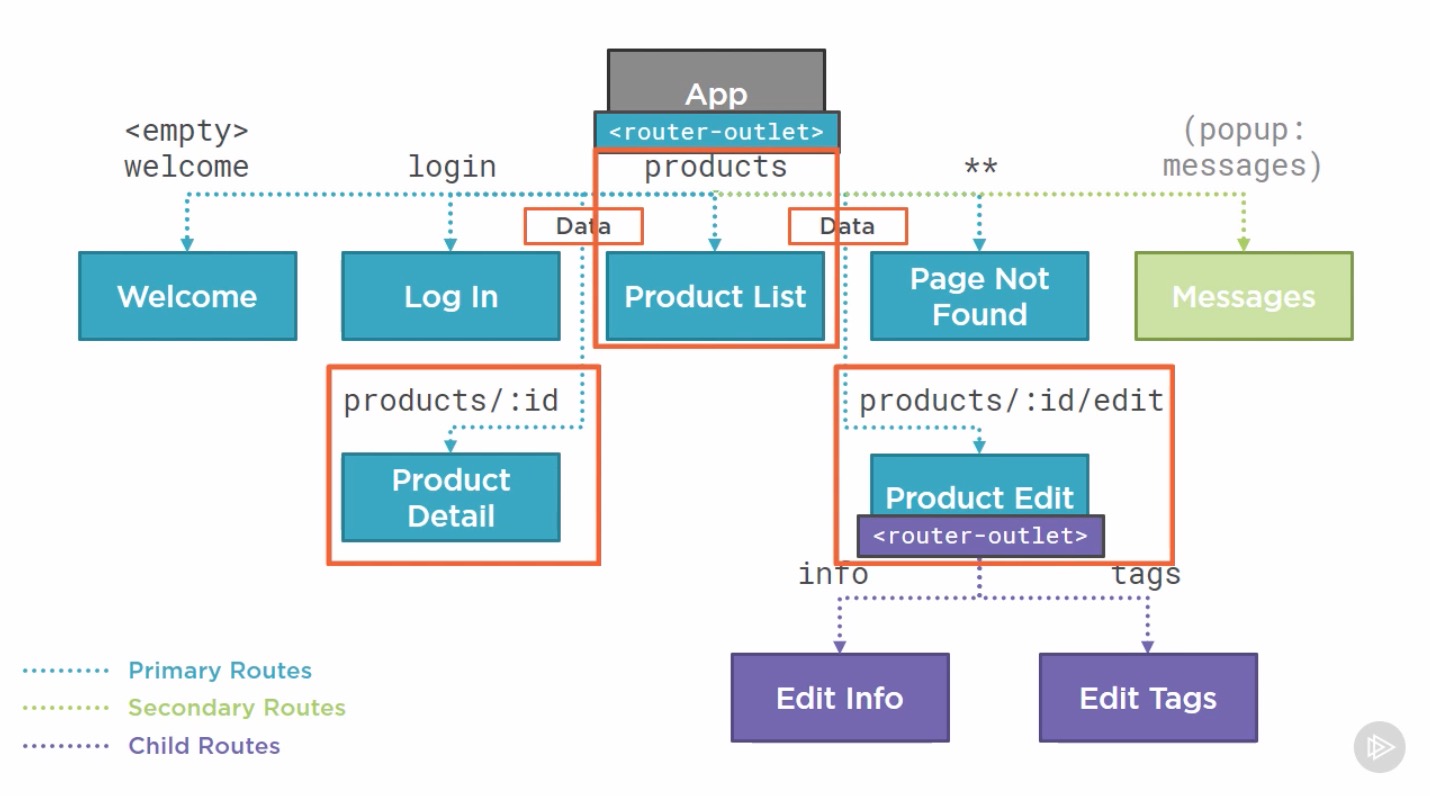 App
<router-outlet>
<empty>
welcome
login
products
**
(popup:
messages)
Data
Data
Welcome
Log In
Product List
Page Not
Found
Messages
products/:id
products/:id/edit
Product
Detail
Product Edit
<router-outlet>
info
tags
Edit Info
Edit Tags
Primary Routes
Secondary Routes
Child Routes